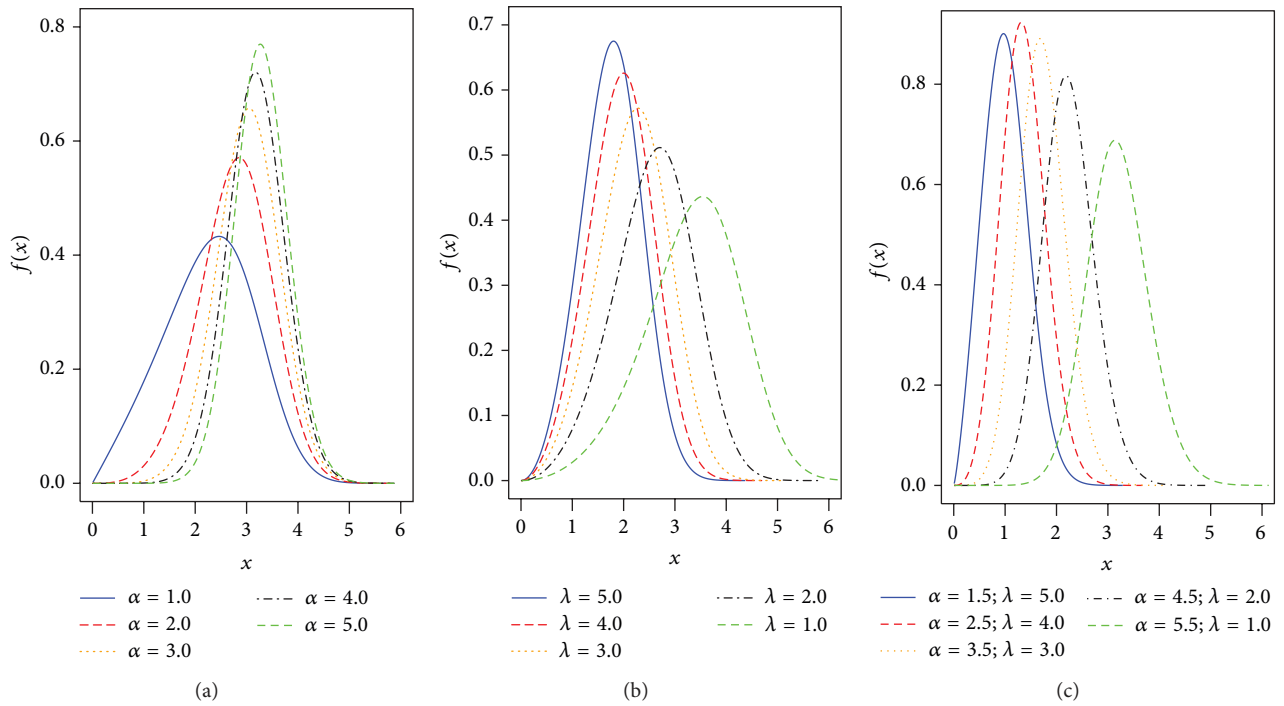 0.8
0.6
0.4
0.2
0.0
f(x)
0 1 2 3 4 5 6
x
α = 1.0
α = 2.0
α = 3.0
α = 4.0
α = 5.0
(a)
0.7
0.6
0.5
0.4
0.3
0.2
0.1
0.0
f(x)
0 1 2 3 4 5 6
x
λ = 5.0
λ = 4.0
λ = 3.0
λ = 2.0
λ = 1.0
(b)
0.8
0.6
0.4
0.2
0.0
f(x)
0 1 2 3 4 5 6
x
α = 1.5; λ = 5.0
α = 2.5; λ = 4.0
α = 3.5; λ = 3.0
α = 4.5; λ = 2.0
α = 5.5; λ = 1.0
(c)